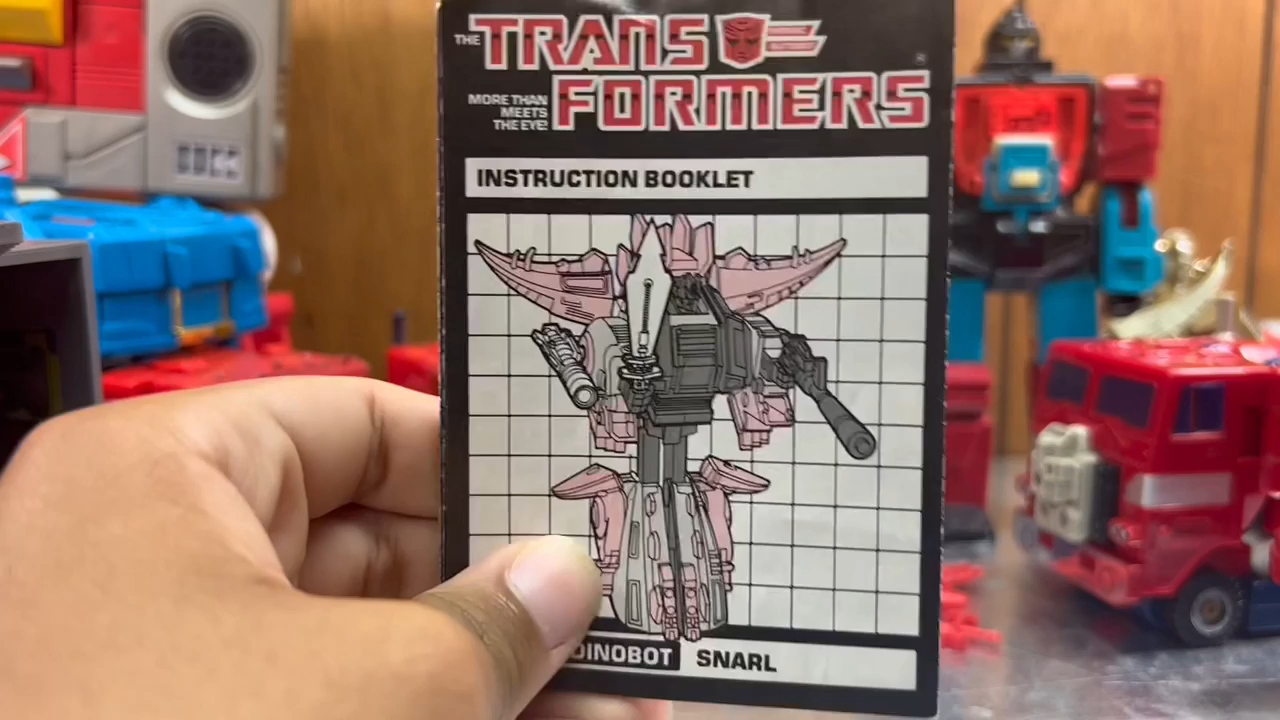 THE TRANS
FORMERS
MORE THAN
MEETS
THE EYE!
INSTRUCTION BOOKLET
DINOBOT SNARL